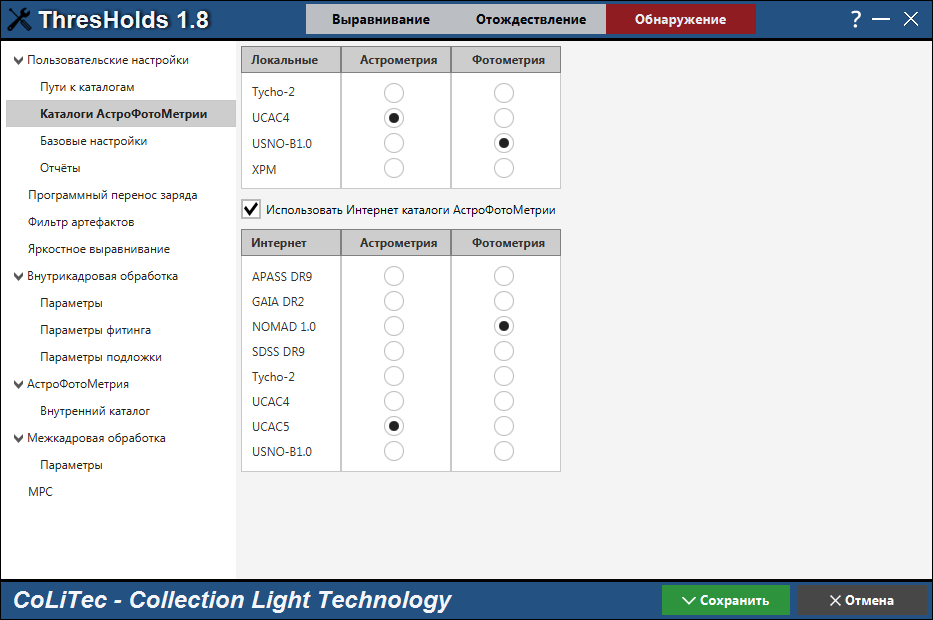 ThresHolds 1.8
Выравнивание Отождествление Обнаружение
?
Пользовательские настройки
Пути к каталогам
Каталоги АстроФотоМетрии
Базовые настройки
Отчёты
Программный перенос заряда
Фильтр артефактов
Яркостное выравнивание
Внутрикадровая обработка
Параметры
Параметры фитинга
Параметры подложки
АстроФотоМетрия
Внутренний каталог
Межкадровая обработка
Параметры
MPC
Локальные Астрометрия Фотометрия
Tycho-2
UCAC4
USNO-B1.0
XPM
Использовать Интернет каталоги АстроФотоМетрии
Интернет Астрометрия Фотометрия
APASS DR9
GAIA DR2
NOMAD 1.0
SDSS DR9
Tycho-2
UCAC4
UCAC5
USNO-B1.0
CoLiTec - Collection Light Technology
Сохранить Отмена